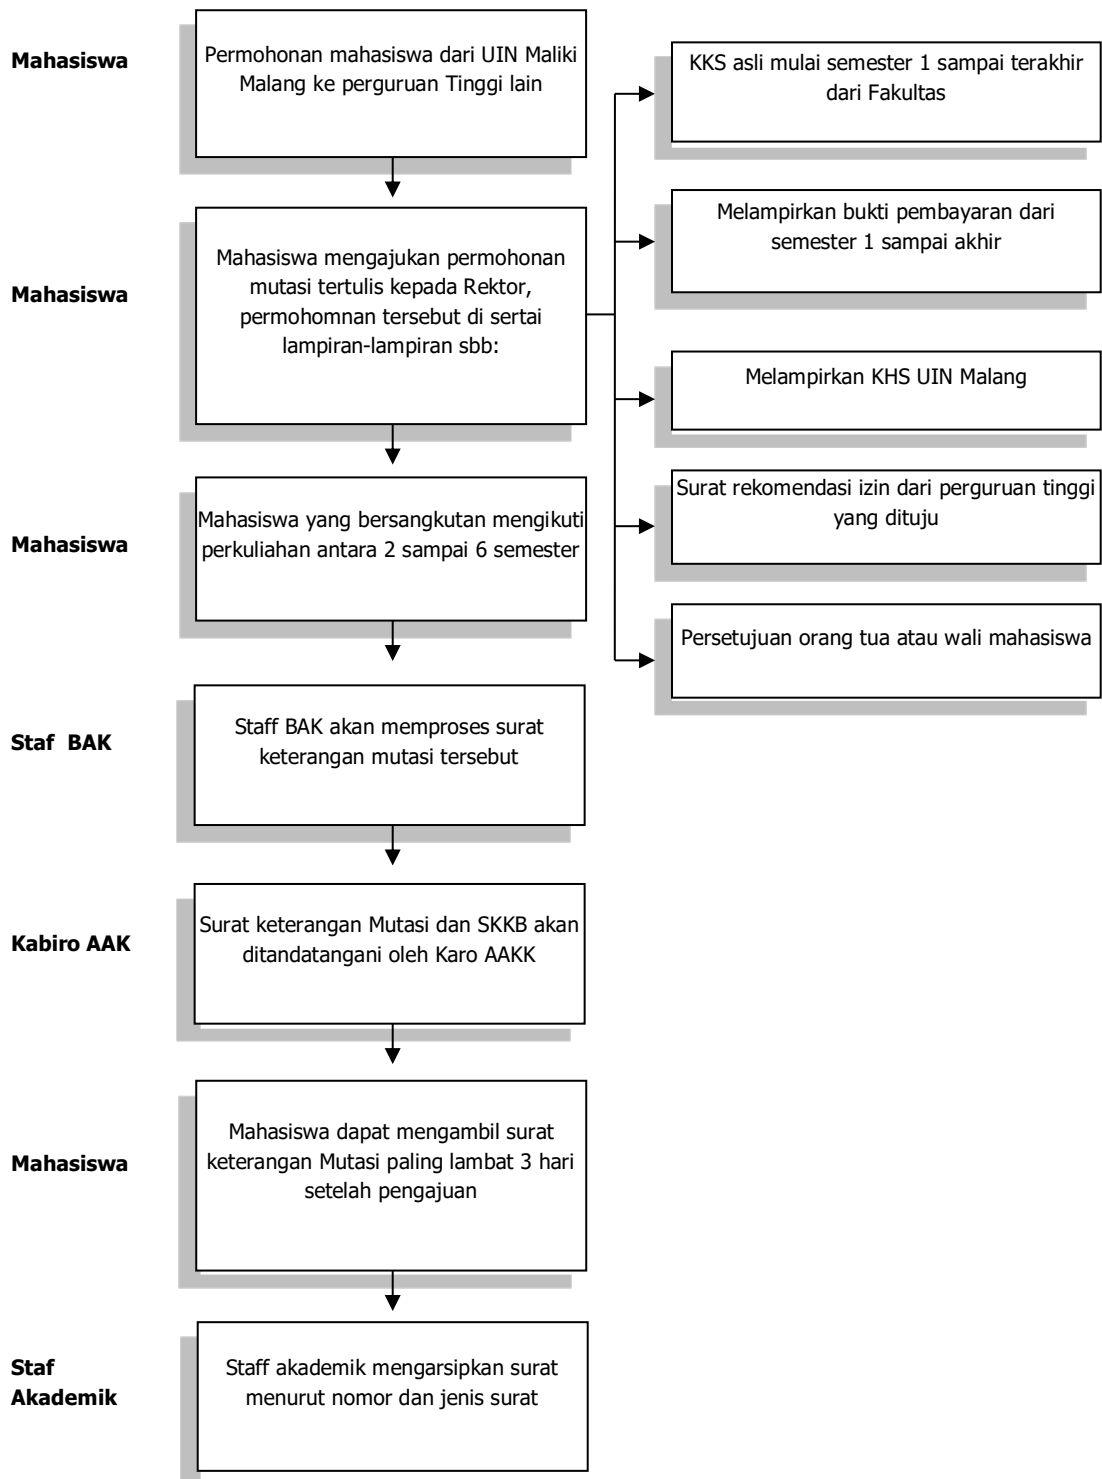 Mahasiswa
Permohonan mahasiswa dari UIN Maliki
Malang ke perguruan Tinggi lain
KKS asli mulai semester 1 sampai terakhir
dari Fakultas
Melampirkan bukti pembayaran dari
semester 1 sampai akhir
Mahasiswa
Mahasiswa mengajukan permohonan
mutasi tertulis kepada Rektor,
permohomnan tersebut di sertai
lampiran-lampiran sbb:
Melampirkan KHS UIN Malang
Surat rekomendasi izin dari perguruan tinggi
yang dituju
Persetujuan orang tua atau wali mahasiswa
Mahasiswa
Mahasiswa yang bersangkutan mengikuti
perkuliahan antara 2 sampai 6 semester
Staf  BAK
Staff BAK akan memproses surat
keterangan mutasi tersebut
Kabiro AAK
Surat keterangan Mutasi dan SKKB akan
ditandatangani oleh Karo AAKK
Mahasiswa
Mahasiswa dapat mengambil surat
keterangan Mutasi paling lambat 3 hari
setelah pengajuan
Staf
Akademik
Staff akademik mengarsipkan surat
menurut nomor dan jenis surat